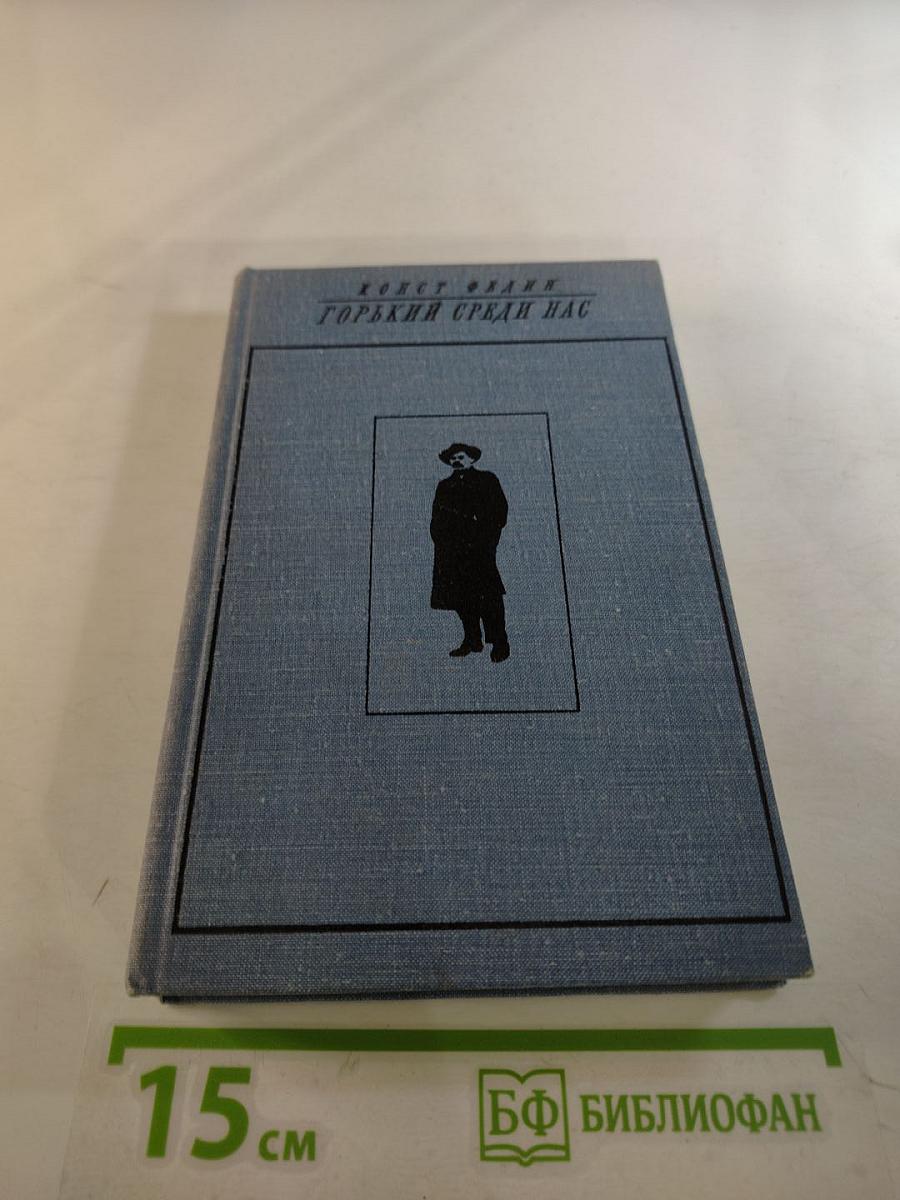 КОНСТ ФЕДИН
ГОРЬКИЙ СРЕДИ НАС
15 см
БФ БИБЛИОФАН